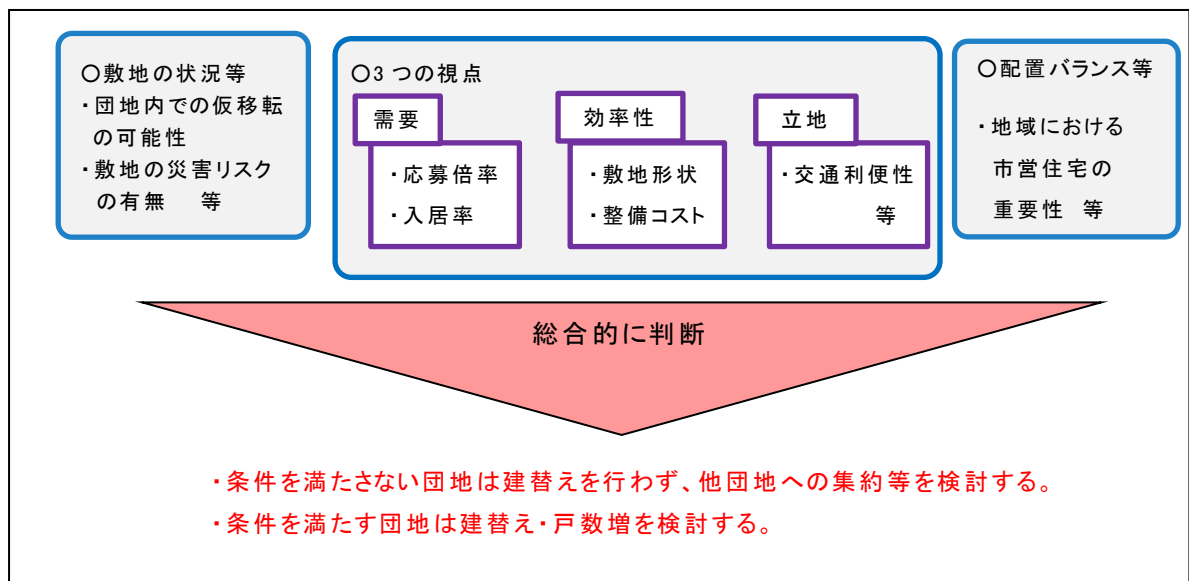 〇敷地の状況等
・団地内での仮移転
の可能性
・敷地の災害リスク
の有無　等
〇3つの視点
需要
・応募倍率
・入居率
効率性
・敷地形状
・整備コスト
立地
・交通利便性
等
〇配置バランス等
・地域における
市営住宅の
重要性　等
総合的に判断
・条件を満たさない団地は建替えを行わず、他団地への集約等を検討する。
・条件を満たす団地は建替え・戸数増を検討する。